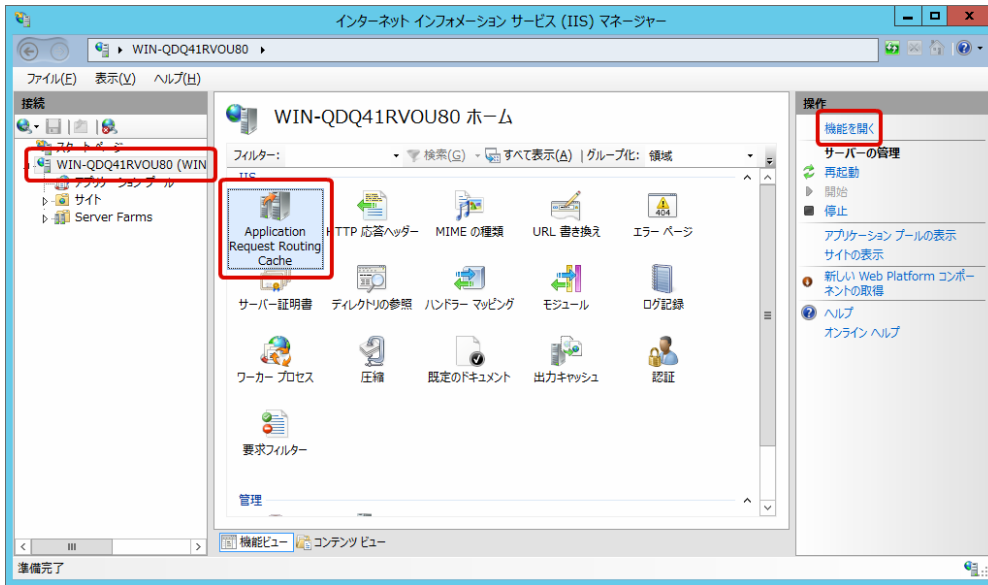 インターネット インフォメーション サービス (IIS) マネージャー
WIN-QDQ41RVOU80
ファイル(F) 表示(V) ヘルプ(H)
接続
スタート ページ
WIN-QDQ41RVOU80 (WIN
アプリケーション プール
サイト
Server Farms
WIN-QDQ41RVOU80 ホーム
フィルター: 検索(G) すべて表示(A) | グループ化: 領域
IIS
Application
Request Routing
Cache
HTTP 応答ヘッダー MIME の種類 URL 書き換え エラー ページ
サーバー証明書 ディレクトリの参照 ハンドラー マッピング モジュール ログ記録
ワーカー プロセス 圧縮 既定のドキュメント 出力キャッシュ 認証
要求フィルター
管理
機能ビュー コンテンツ ビュー
操作
機能を開く
サーバーの管理
再起動
開始
停止
アプリケーション プールの表示
サイトの表示
新しい Web Platform コンポー
ネントの取得
ヘルプ
オンライン ヘルプ
準備完了